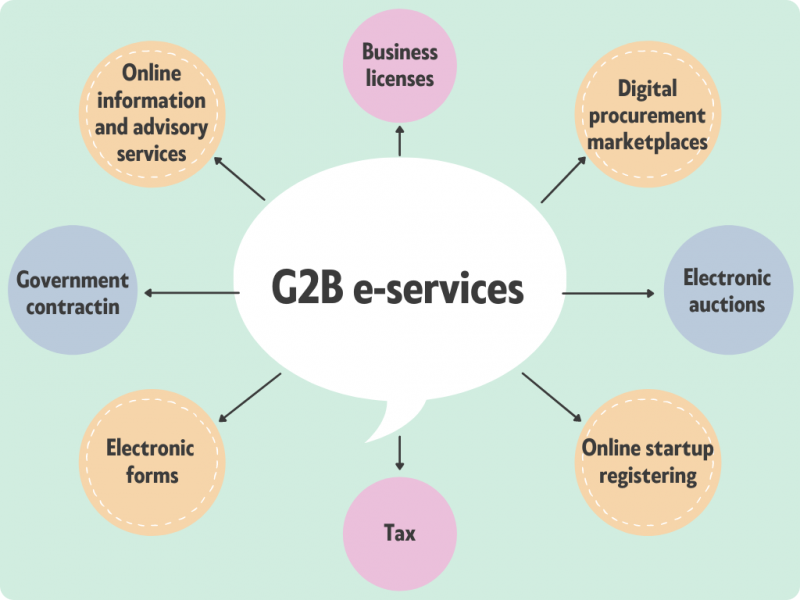 Business
licenses
Online
information
and advisory
services
Digital
procurement
marketplaces
Government
contractin
G2B e-services
Electronic
auctions
Electronic
forms
Online startup
registering
Tax